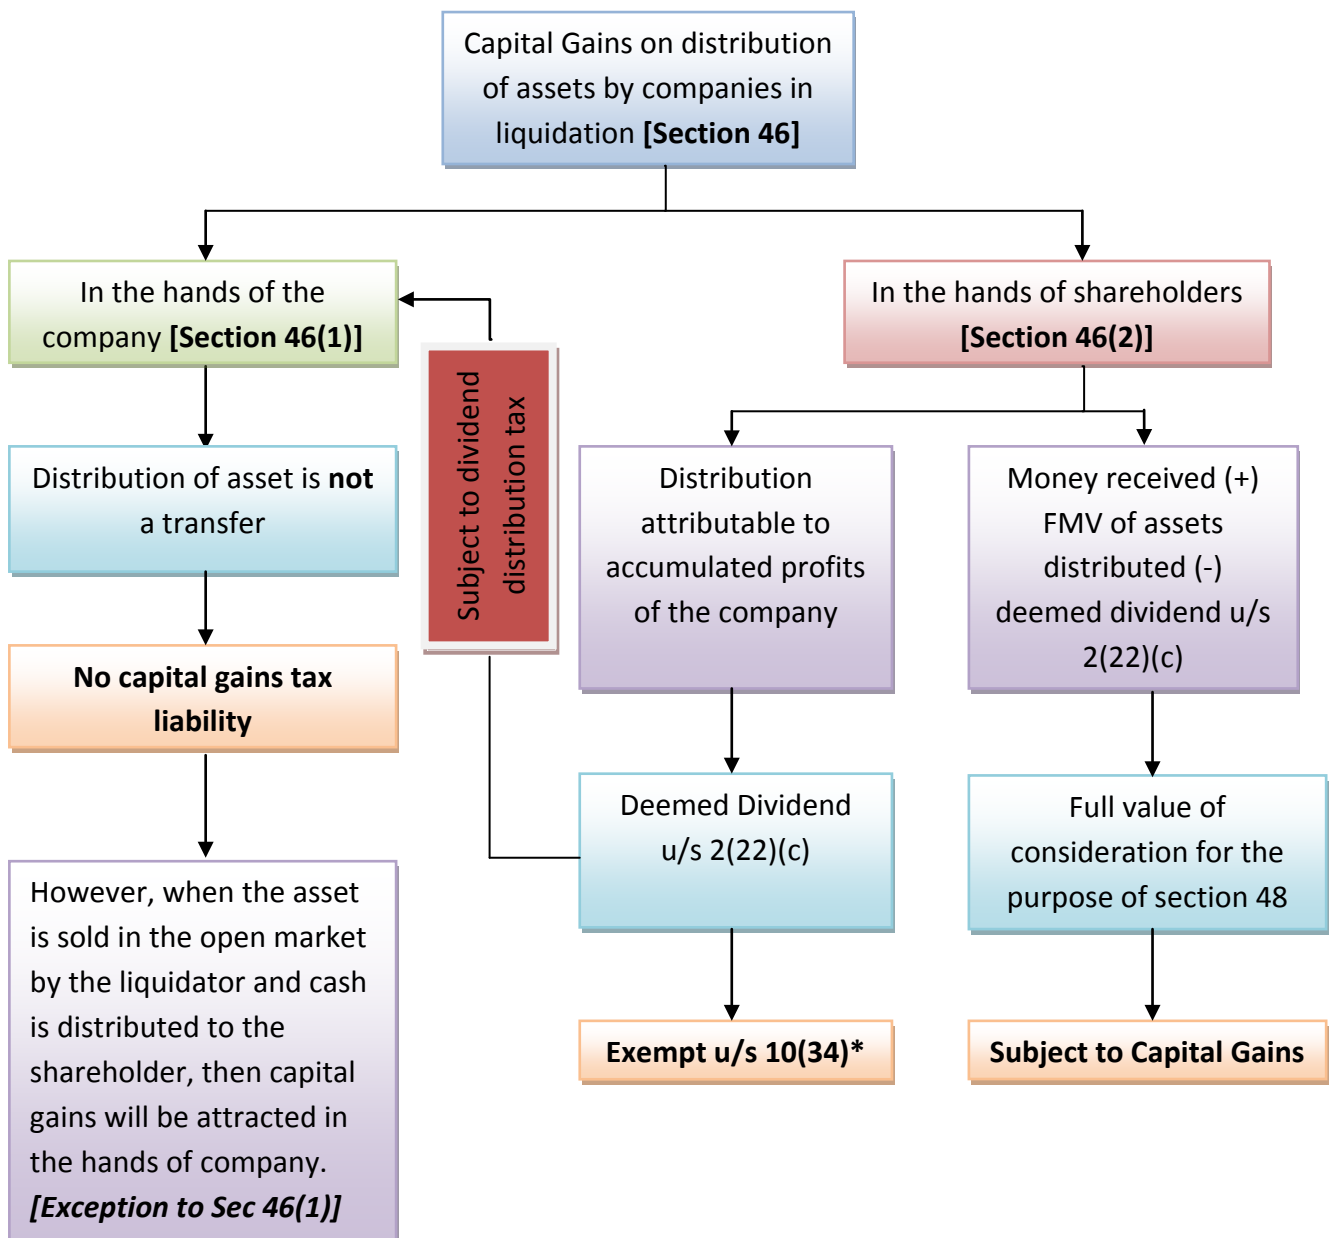 Capital Gains on distribution
of assets by companies in
liquidation [Section 46]
In the hands of the
company [Section 46(1)]
In the hands of shareholders
[Section 46(2)]
Subject to dividend
distribution tax
Distribution of asset is not
a transfer
Distribution
attributable to
accumulated profits
of the company
Money received (+)
FMV of assets
distributed (-)
deemed dividend u/s
2(22)(c)
No capital gains tax
liability
Deemed Dividend
u/s 2(22)(c)
Full value of
consideration for the
purpose of section 48
However, when the asset
is sold in the open market
by the liquidator and cash
is distributed to the
shareholder, then capital
gains will be attracted in
the hands of company.
[Exception to Sec 46(1)]
Exempt u/s 10(34)*
Subject to Capital Gains